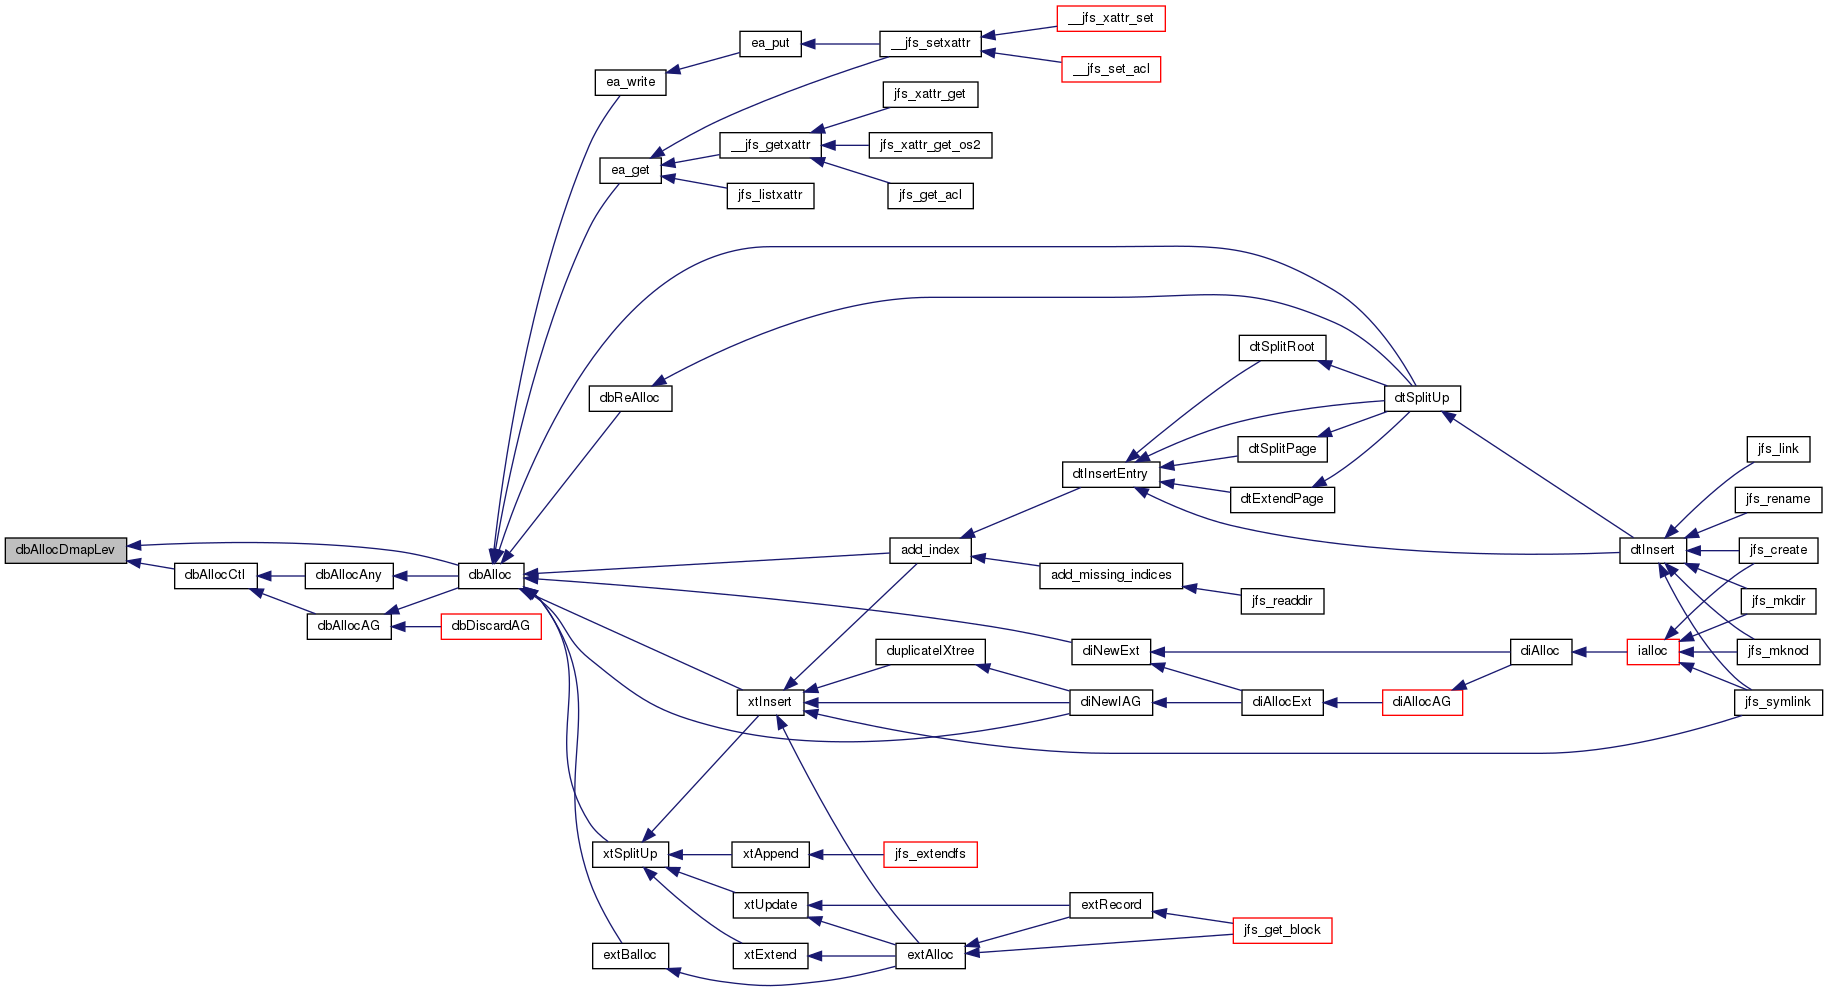 __jfs_xattr_set
ea_put
__jfs_setxattr
__jfs_set_acl
ea_write
jfs_xattr_get
__jfs_getxattr
jfs_xattr_get_os2
ea_get
jfs_listxattr
jfs_get_acl
dtSplitRoot
dbReAlloc
dtSplitUp
dtSplitPage
jfs_link
dtInsertEntry
dtExtendPage
jfs_rename
dbAllocDmapLev
add_index
dtInsert
jfs_create
dbAllocCtl
dbAllocAny
dbAlloc
add_missing_indices
jfs_readdir
jfs_mkdir
dbAllocAG
dbDiscardAG
duplicateIXtree
diNewExt
diAlloc
ialloc
jfs_mknod
xtInsert
diNewIAG
diAllocExt
diAllocAG
jfs_symlink
xtSplitUp
xtAppend
jfs_extendfs
xtUpdate
extRecord
jfs_get_block
extBalloc
xtExtend
extAlloc